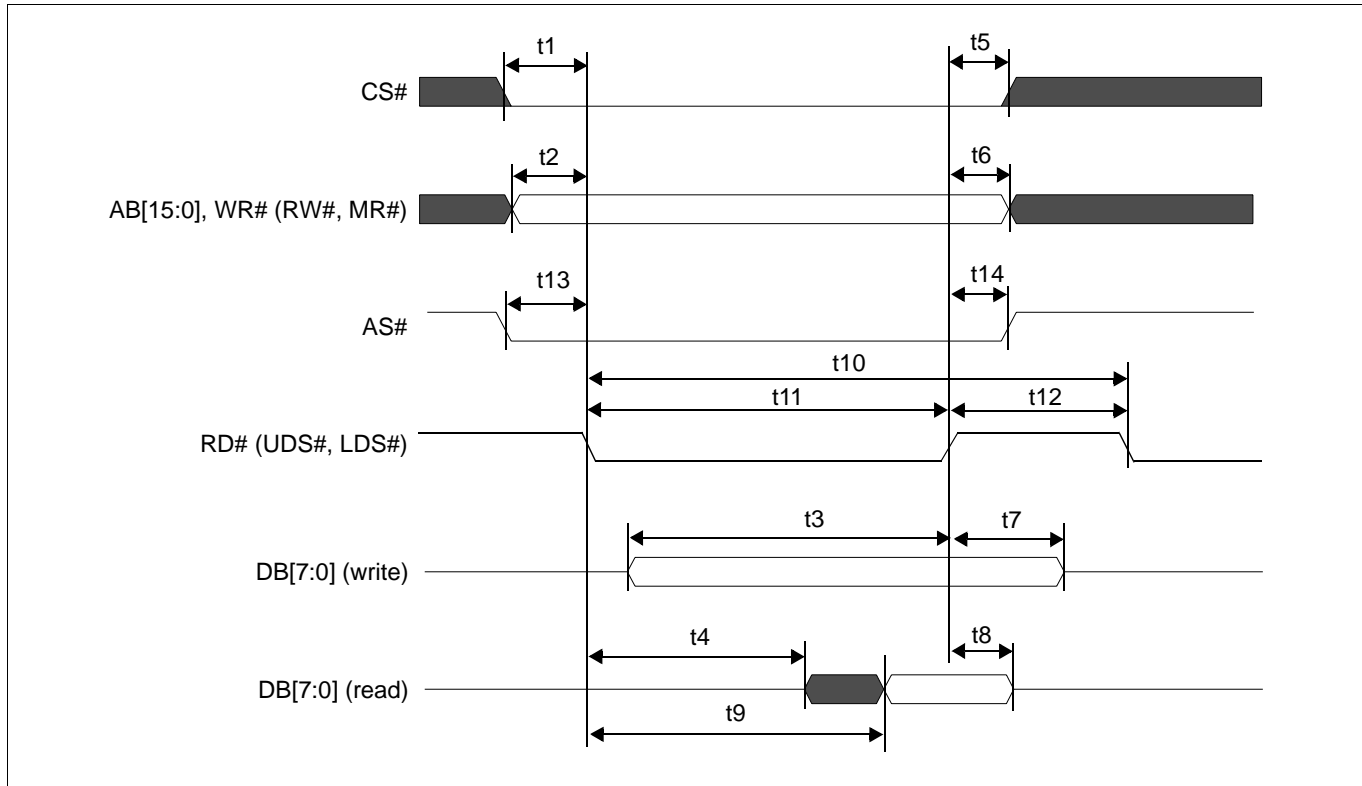 t1 t5
CS#
t2 t6
AB[15:0], WR# (RW#, MR#)
t13 t14
AS#
t10
t11 t12
RD# (UDS#, LDS#)
t3 t7
DB[7:0] (write)
t4 t8
DB[7:0] (read)
t9